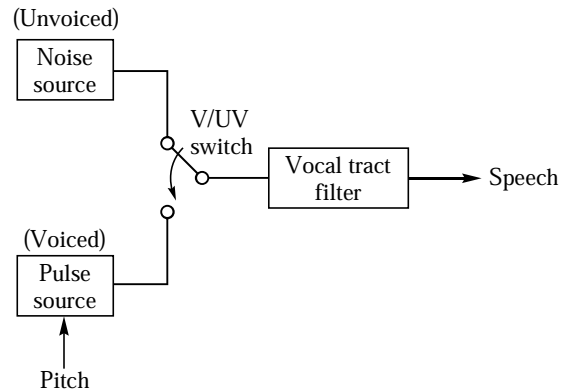 (Unvoiced)
Noise
source
V/UV
switch
Vocal tract
filter
Speech
(Voiced)
Pulse
source
Pitch